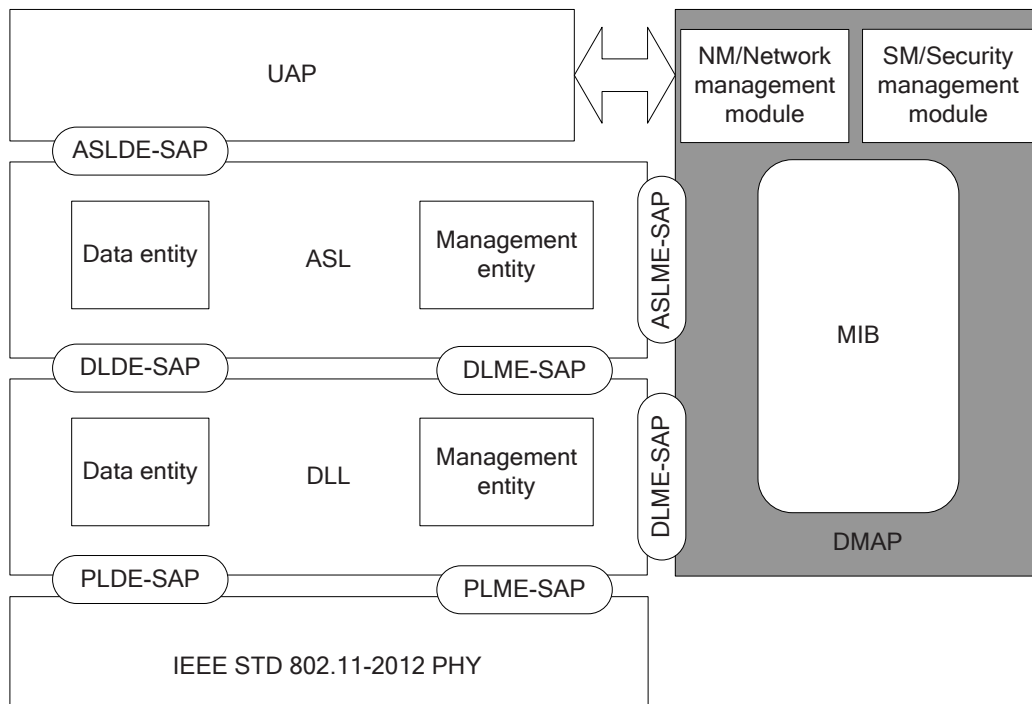 UAP
NM/Network
management
module
SM/Security
management
module
ASLDE-SAP
Data entity
ASL
Management
entity
ASLME-SAP
MIB
DLDE-SAP
DLME-SAP
Data entity
DLL
Management
entity
DLME-SAP
DMAP
PLDE-SAP
PLME-SAP
IEEE STD 802.11-2012 PHY